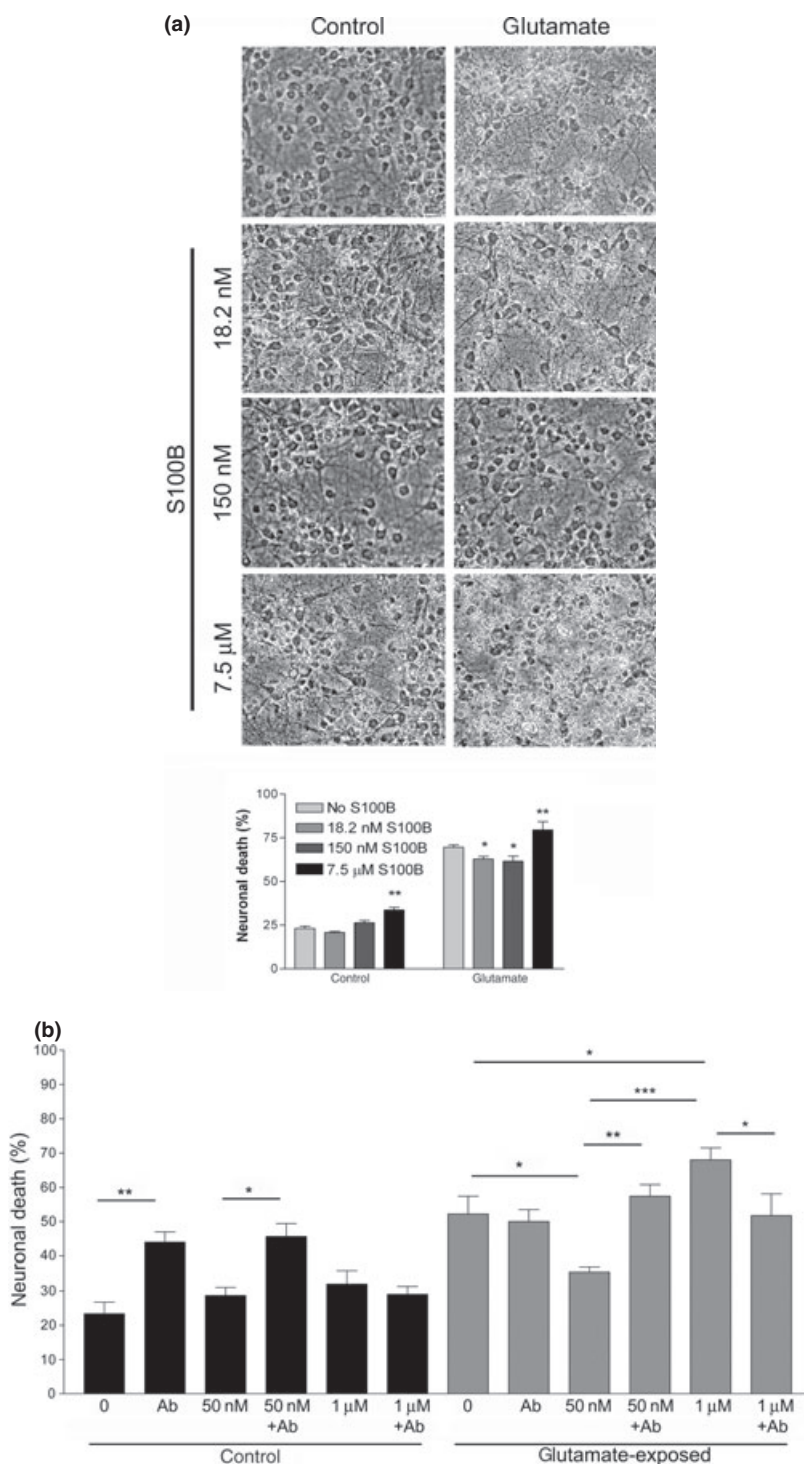 (a)
Control Glutamate
S100B
18.2 nM
150 nM
7.5 μM
Neuronal death (%)
100
75
50
25
0
No S100B
18.2 nM S100B
150 nM S100B
7.5 μM S100B
**
* * **
Control Glutamate
(b)
Neuronal death (%)
100
90
80
70
60
50
40
30
20
10
0
** *
*
***
* ** *
0 Ab 50 nM 50 nM +Ab 1 μM 1 μM +Ab 0 Ab 50 nM 50 nM +Ab 1 μM 1 μM +Ab
Control Glutamate-exposed